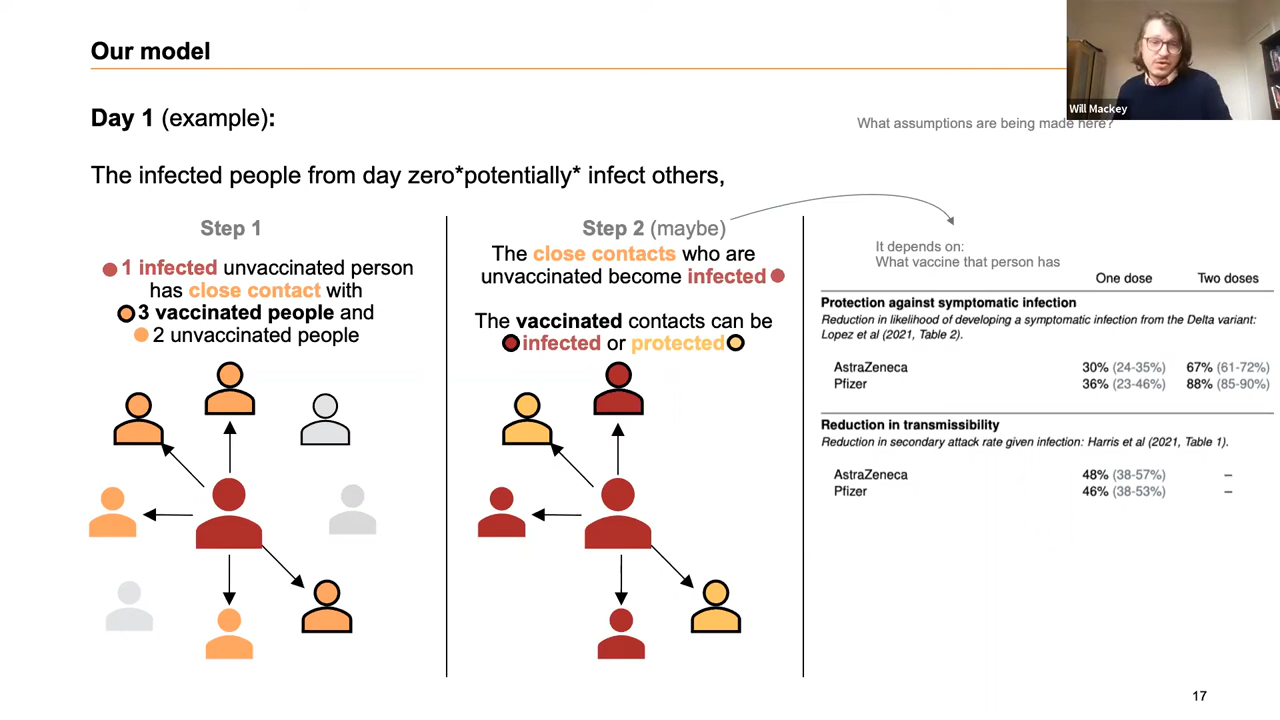 Our model
Will Mackey
Day 1 (example):
What assumptions are being made here?
The infected people from day zero*potentially* infect others,
Step 1
1 infected unvaccinated person
has close contact with
3 vaccinated people and
2 unvaccinated people
Step 2 (maybe)
The close contacts who are
unvaccinated become infected
The vaccinated contacts can be
infected or protected
It depends on:
What vaccine that person has
One dose Two doses
Protection against symptomatic infection
Reduction in likelihood of developing a symptomatic infection from the Delta variant:
Lopez et al (2021, Table 2).
AstraZeneca 30% (24-35%) 67% (61-72%)
Pfizer 36% (23-46%) 88% (85-90%)
Reduction in transmissibility
Reduction in secondary attack rate given infection: Harris et al (2021, Table 1).
AstraZeneca 48% (38-57%) –
Pfizer 46% (38-53%) –
17